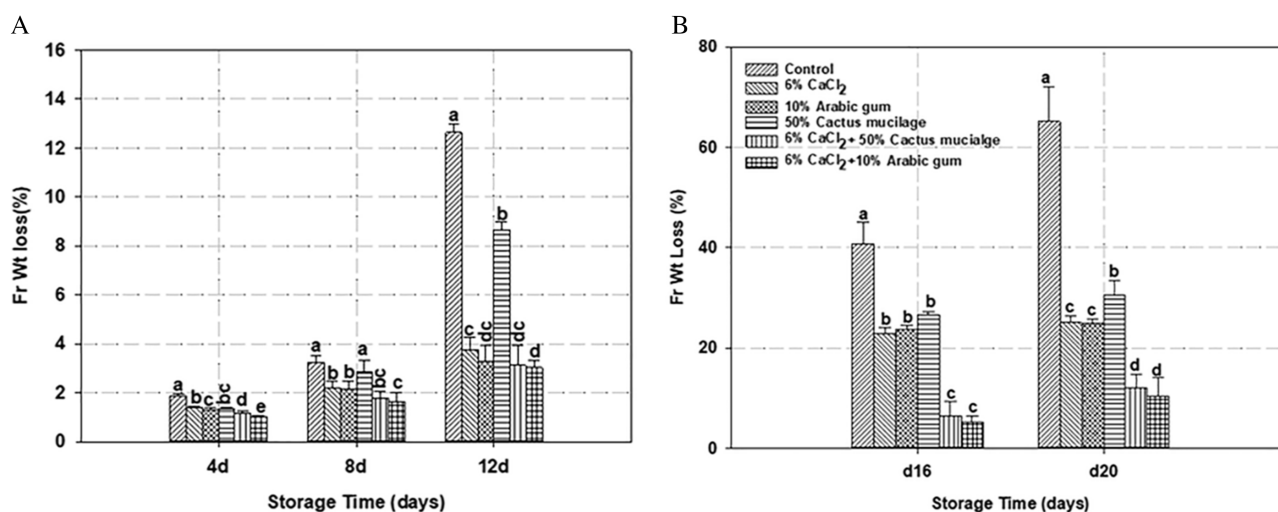 A
16
14
12
10
8
6
4
2
0
Fr Wt loss(%)
a
b
c
bc
d
e
a
b
b
a
bc
c
a
c
dc
b
dc
d
4d
8d
12d
Storage Time (days)
B
80
60
40
20
0
Fr Wt Loss (%)
Control
6% CaCl2
10% Arabic gum
50% Cactus mucilage
6% CaCl2+ 50% Cactus mucialge
6% CaCl2+10% Arabic gum
a
b
b
b
c
c
a
c
c
b
d
d
d16
d20
Storage Time (days)